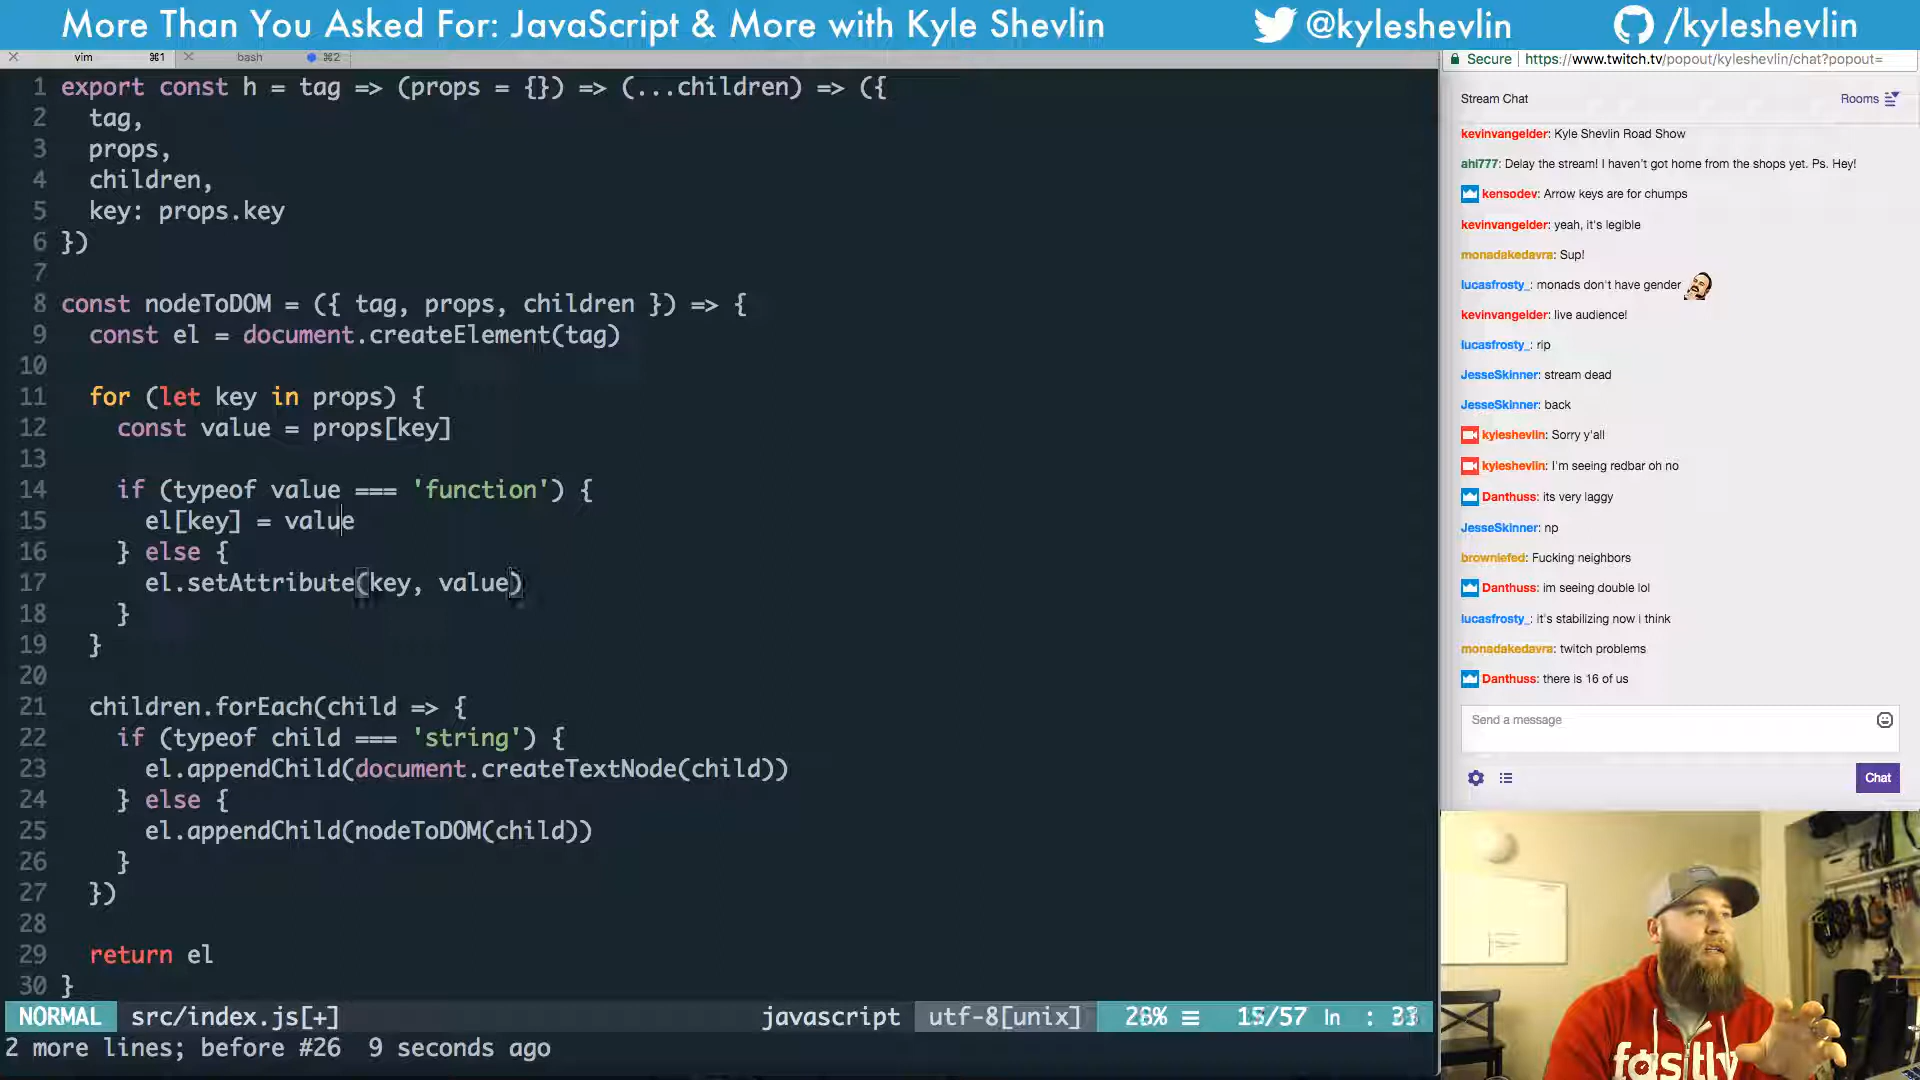 More Than You Asked For: JavaScript & More with Kyle Shevlin
@kyleshevlin
/kyleshevlin
vim ⌘1
bash ⌘2
1 export const h = tag => (props = {}) => (...children) => ({
2 tag,
3 props,
4 children,
5 key: props.key
6 })
7
8 const nodeToDOM = ({ tag, props, children }) => {
9 const el = document.createElement(tag)
10
11 for (let key in props) {
12 const value = props[key]
13
14 if (typeof value === 'function') {
15 el[key] = value
16 } else {
17 el.setAttribute(key, value)
18 }
19 }
20
21 children.forEach(child => {
22 if (typeof child === 'string') {
23 el.appendChild(document.createTextNode(child))
24 } else {
25 el.appendChild(nodeToDOM(child))
26 }
27 })
28
29 return el
30 }
NORMAL src/index.js[+] javascript utf-8[unix] 15/57 ln :
2 more lines; before #26 9 seconds ago
Secure https://www.twitch.tv/popout/kyleshevlin/chat?popout=
Stream Chat
Rooms
kevinvangelder: Kyle Shevlin Road Show
ahl777: Delay the stream! I haven't got home from the shops yet. Ps. Hey!
kensodev: Arrow keys are for chumps
kevinvangelder: yeah, it's legible
monadakedavra: Sup!
lucasfrosty_: monads don't have gender
kevinvangelder: live audience!
lucasfrosty_: rip
JesseSkinner: stream dead
JesseSkinner: back
kyleshevlin: Sorry y'all
kyleshevlin: I'm seeing redbar oh no
Danthuss: its very laggy
JesseSkinner: np
browniefed: Fucking neighbors
Danthuss: im seeing double lol
lucasfrosty_: it's stabilizing now i think
monadakedavra: twitch problems
Danthuss: there is 16 of us
Send a message
Chat
fastly